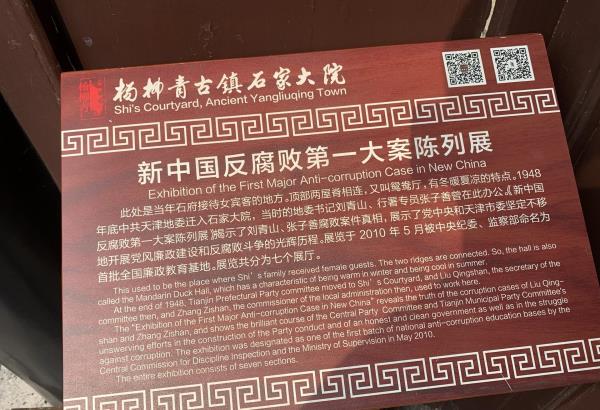 杨柳青古镇石家大院
Shi's Courtyard, Ancient Yangliuqing Town
新中国反腐败第一大案陈列展
Exhibition of the First Major Anti-corruption Case in New China
此处是当年石府接待女宾客的地方。顶部两屋脊相连，又叫鸳鸯厅，有冬暖夏凉的特点。1948
年底中共天津地委迁入石家大院，当时的地委书记刘青山、行署专员张子善曾在此办公。《新中国
反腐败第一大案陈列展》揭示了刘青山、张子善腐败案件真相，展示了党中央和天津市委坚定不移
地开展党风廉政建设和反腐败斗争的光辉历程。展览于 2010 年 5 月被中央纪委、监察部命名为
首批全国廉政教育基地。展览共分为七个展厅。
This used to be the place where Shi's family received female guests. The two ridges are connected. So, the hall is also
called the Mandarin Duck Hall, which has a characteristic of being warm in winter and being cool in summer.
At the end of 1948, Tianjin Prefectural Party committee moved to Shi's Courtyard, and Liu Qingshan, the secretary of the
committee then, and Zhang Zishan, the commissioner of the local administration then, used to work here.
The "Exhibition of the First Major Anti-corruption Case in New China" reveals the truth of the corruption cases of Liu Qing-
shan and Zhang Zishan, and shows the brilliant course of the Central Party Committee and Tianjin Municipal Party Committee's
unswerving efforts in the construction of the Party conduct and of an honest and clean government as well as in the struggle
against corruption. The exhibition was designated as one of the first batch of national anti-corruption education bases by the
Central Commission for Discipline Inspection and the Ministry of Supervision in May 2010.
The entire exhibition consists of seven sections.